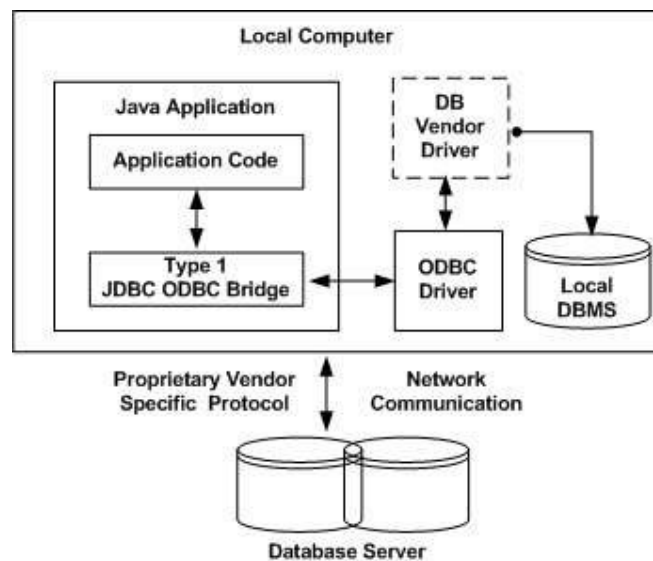 Local Computer
Java Application
Application Code
Type 1
JDBC ODBC Bridge
DB
Vendor
Driver
ODBC
Driver
Local
DBMS
Proprietary Vendor
Specific Protocol
Network
Communication
Database Server